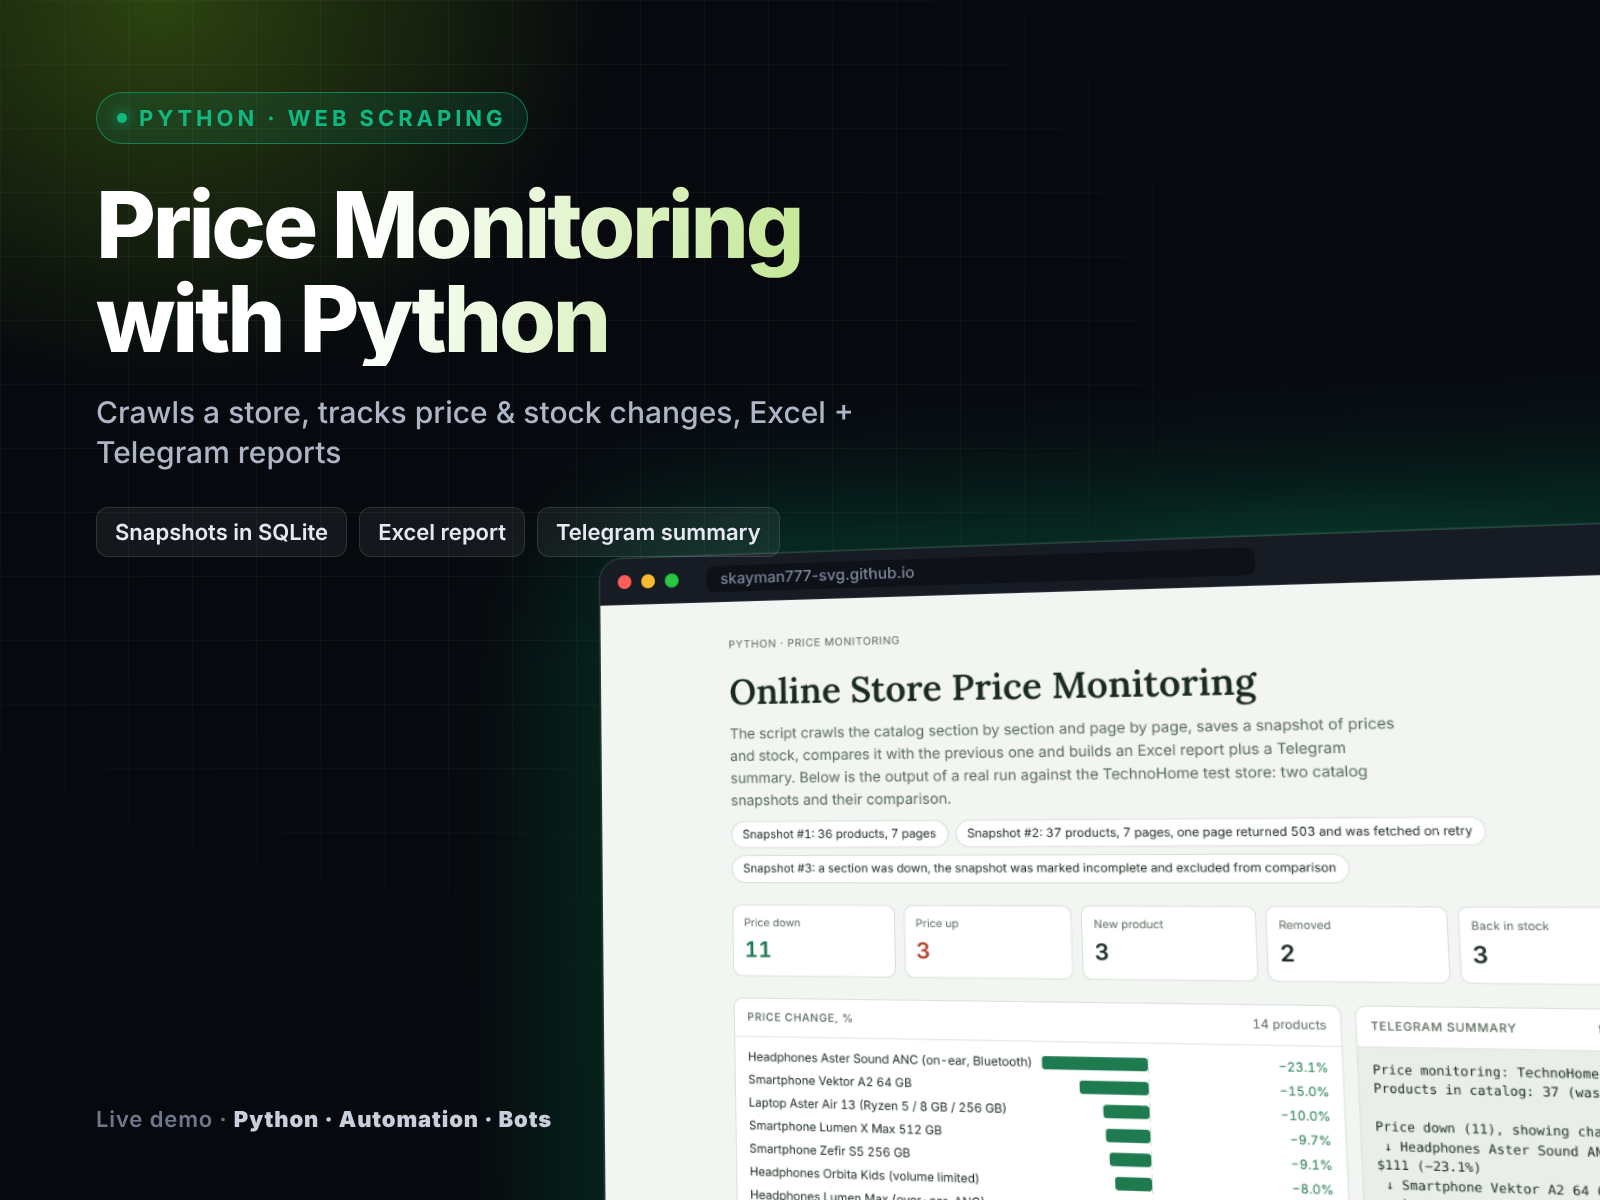 PYTHON · WEB SCRAPING
Price Monitoring
with Python
Crawls a store, tracks price & stock changes, Excel +
Telegram reports
Snapshots in SQLite
Excel report
Telegram summary
skayman777-svg.github.io
PYTHON · PRICE MONITORING
Online Store Price Monitoring
The script crawls the catalog section by section and page by page, saves a snapshot of prices
and stock, compares it with the previous one and builds an Excel report plus a Telegram
summary. Below is the output of a real run against the TechnoHome test store: two catalog
snapshots and their comparison.
Snapshot #1: 36 products, 7 pages
Snapshot #2: 37 products, 7 pages, one page returned 503 and was fetched on retry
Snapshot #3: a section was down, the snapshot was marked incomplete and excluded from comparison
Price down
11
Price up
3
New product
3
Removed
2
Back in stock
3
PRICE CHANGE, %
14 products
Headphones Aster Sound ANC (on-ear, Bluetooth) −23.1%
Smartphone Vektor A2 64 GB −15.0%
Laptop Aster Air 13 (Ryzen 5 / 8 GB / 256 GB) −10.0%
Smartphone Lumen X Max 512 GB −9.7%
Smartphone Zefir S5 256 GB −9.1%
Headphones Orbita Kids (volume limited) −8.0%
Headphones Lumen Max (over-ear, ANC)
TELEGRAM SUMMARY
Price monitoring: TechnoHome
Products in catalog: 37 (was
Price down (11), showing
↓ Headphones Aster Sound
$111 (−23.1%)
↓ Smartphone Vektor A2 64
Live demo · Python · Automation · Bots